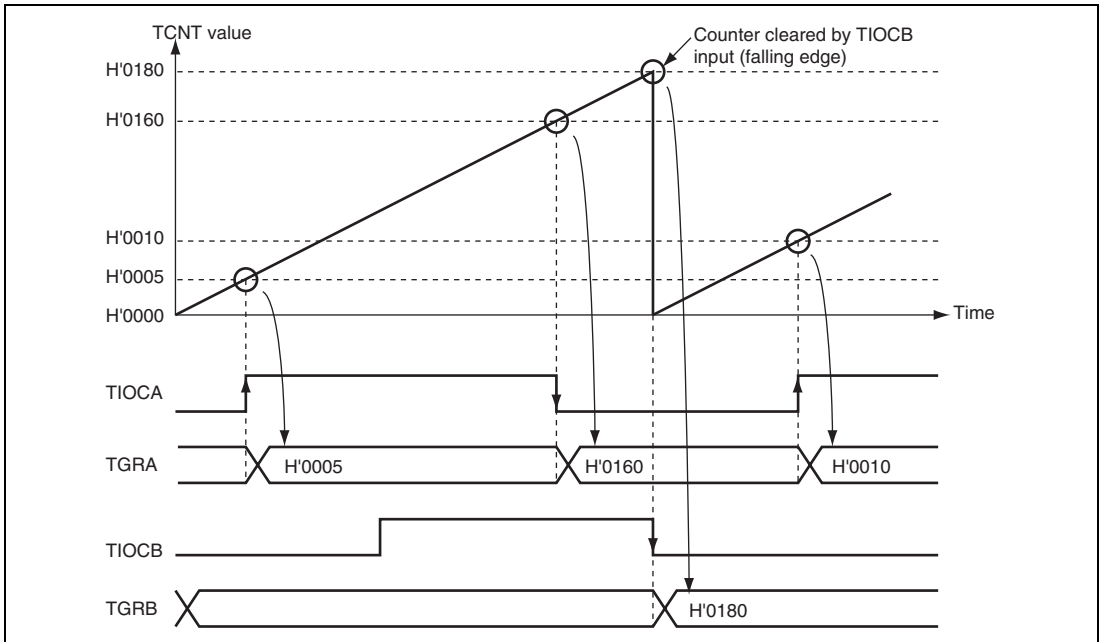 TCNT value
Counter cleared by TIOCB
input (falling edge)
H'0180
H'0160
H'0010
H'0005
H'0000
Time
TIOCA
TGRA
H'0005
H'0160
H'0010
TIOCB
TGRB
H'0180